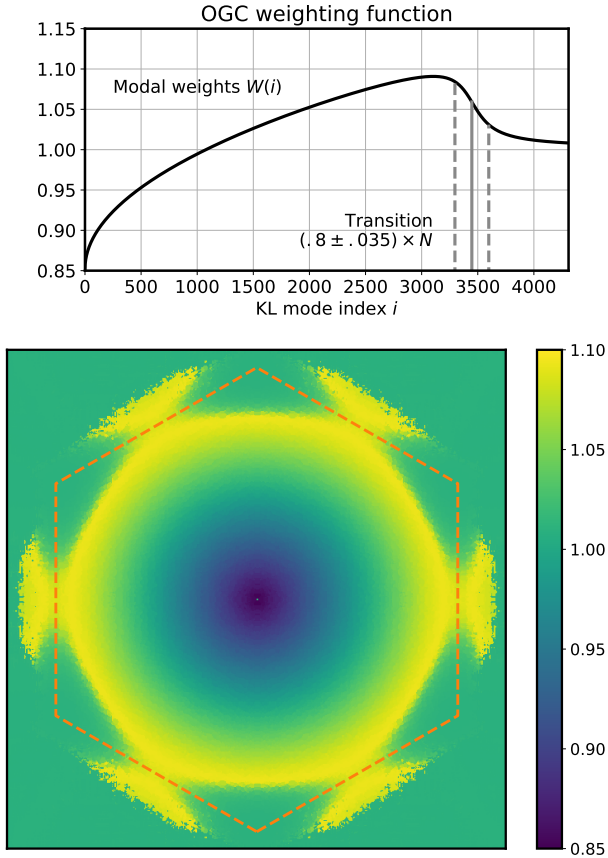 OGC weighting function
1.15
1.10
1.05
1.00
0.95
0.90
0.85
Modal weights W(i)
Transition
(.8 ± .035) × N
0 500 1000 1500 2000 2500 3000 3500 4000
KL mode index i
1.10
1.05
1.00
0.95
0.90
0.85